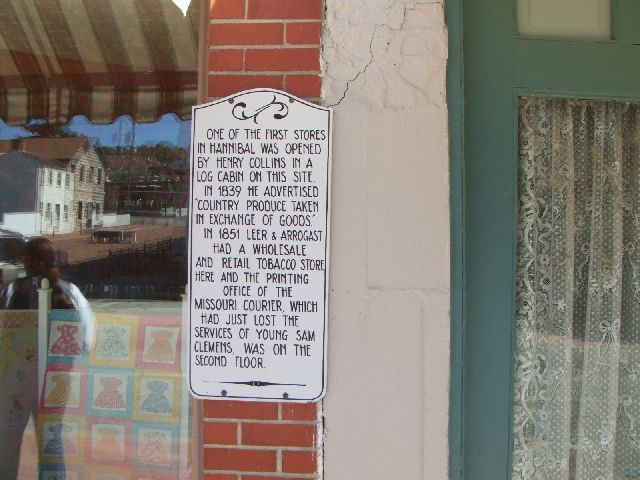 ONE OF THE FIRST STORES
IN HANNIBAL WAS OPENED
BY HENRY COLLINS IN A
LOG CABIN ON THIS SITE.
IN 1839 HE ADVERTISED
"COUNTRY PRODUCE TAKEN
IN EXCHANGE OF GOODS."
IN 1851 LEER & ARROGAST
HAD A WHOLESALE
AND RETAIL TOBACCO STORE
HERE AND THE PRINTING
OFFICE OF THE
MISSOURI COURIER, WHICH
HAD JUST LOST THE
SERVICES OF YOUNG SAM
CLEMENS, WAS ON THE
SECOND FLOOR.